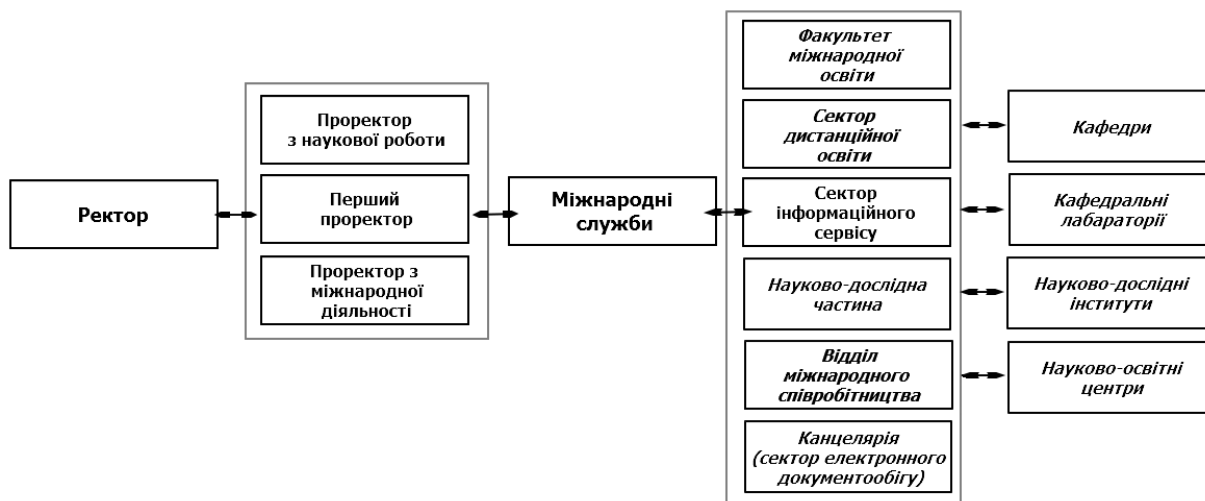 Ректор
Проректор
з наукової роботи
Перший
проректор
Проректор з
міжнародної
діяльності
Міжнародні
служби
Факультет
міжнародної
освіти
Сектор
дистанційної
освіти
Сектор
інформаційного
сервісу
Науково-дослідна
частина
Відділ
міжнародного
співробітництва
Канцелярія
(сектор електронного
документообігу)
Кафедри
Кафедральні
лабараторії
Науково-дослідні
інститути
Науково-освітні
центри